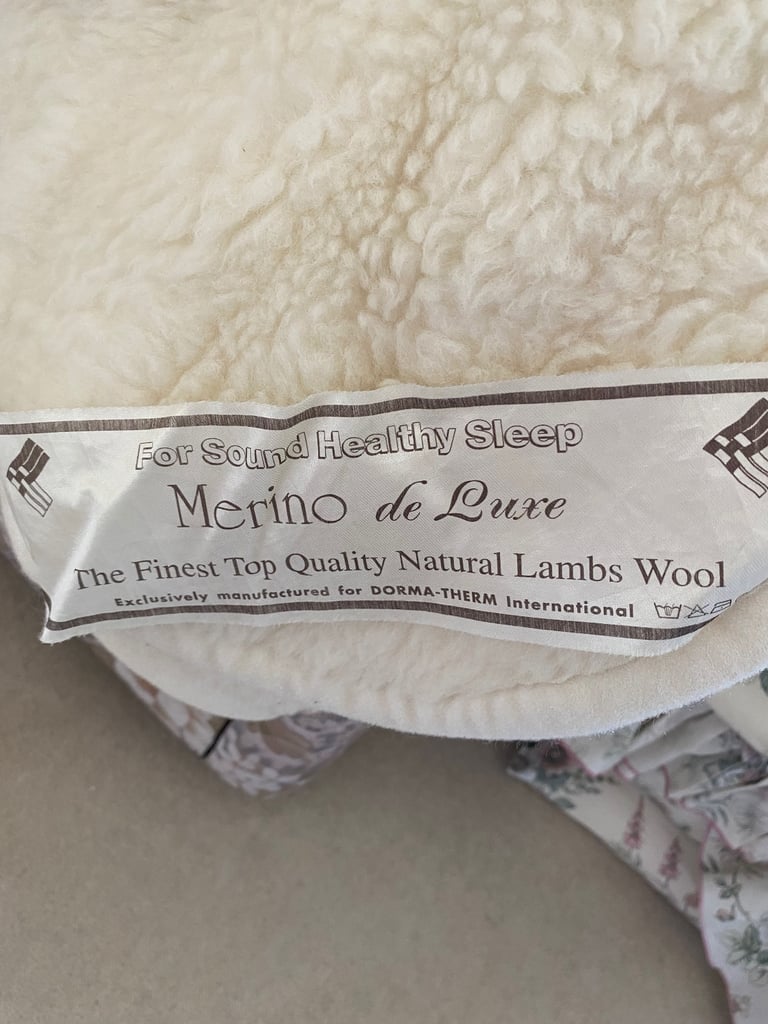 For Sound Healthy Sleep
Merino de Luxe
The Finest Top Quality Natural Lambs Wool
Exclusively manufactured for DORMA-THERM International